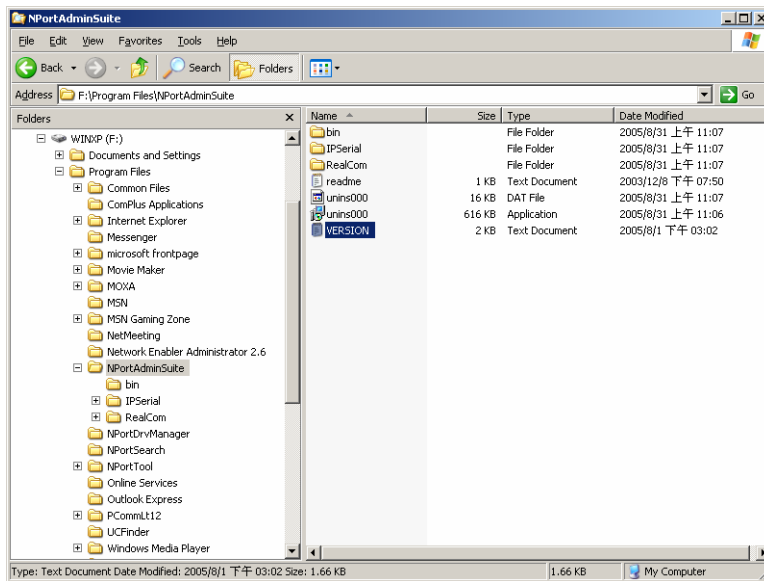 NPortAdminSuite
File Edit View Favorites Tools Help
Back Search Folders
Address F:\Program Files\NPortAdminSuite Go
Folders
WINXP (F:)
Documents and Settings
Program Files
Common Files
ComPlus Applications
Internet Explorer
Messenger
microsoft frontpage
Movie Maker
MOXA
MSN
MSN Gaming Zone
NetMeeting
Network Enabler Administrator 2.6
NPortAdminSuite
bin
IPSerial
RealCom
NPortDrvManager
NPortSearch
NPortTool
Online Services
Outlook Express
PCommLt12
UCFinder
Windows Media Player
Name Size Type Date Modified
bin File Folder 2005/8/31 上午 11:07
IPSerial File Folder 2005/8/31 上午 11:07
RealCom File Folder 2005/8/31 上午 11:07
readme 1 KB Text Document 2003/12/8 下午 07:50
unins000 16 KB DAT File 2005/8/31 上午 11:07
unins000 616 KB Application 2005/8/31 上午 11:06
VERSION 2 KB Text Document 2005/8/1 下午 03:02
Type: Text Document Date Modified: 2005/8/1 下午 03:02 Size: 1.66 KB 1.66 KB My Computer